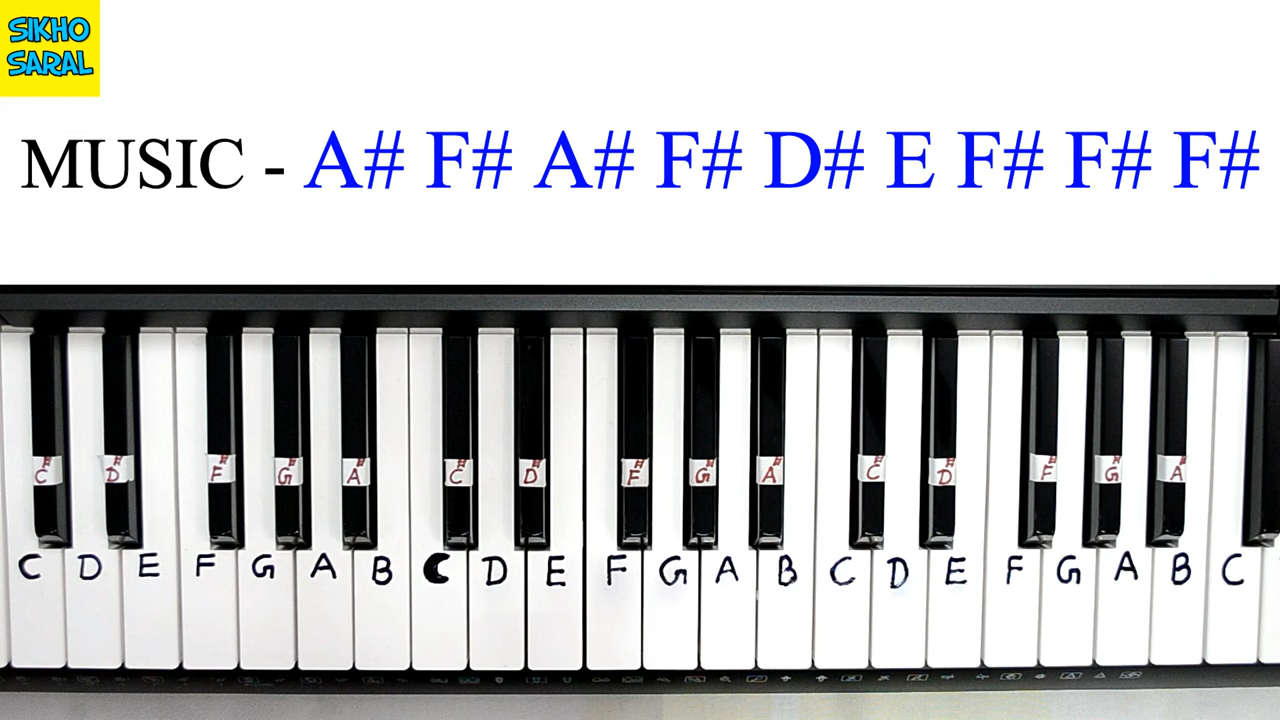 SIKHO
SARAL
MUSIC - A# F# A# F# D# E F# F# F#
C# D# F# G# A# C# D# F# G# A# C# D# F# G# A#
C D E F G A B C D E F G A B C D E F G A B C